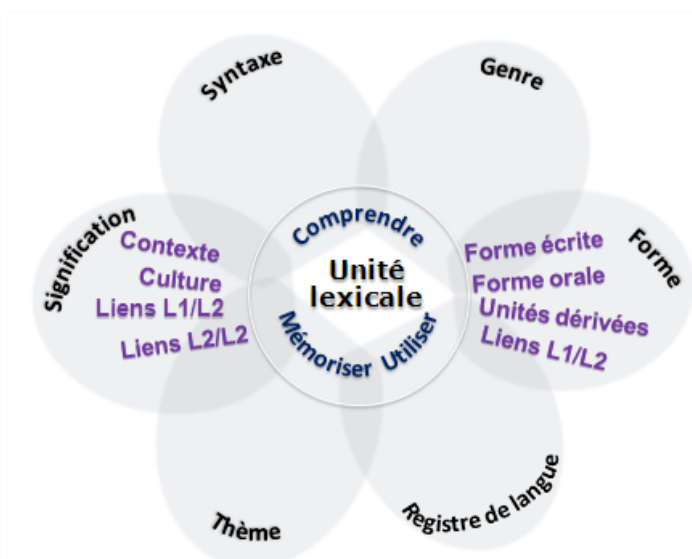 Syntaxe
Genre
Signification
Contexte
Culture
Liens L1/L2
Liens L2/L2
Comprendre
Unité
lexicale
Mémoriser Utiliser
Forme
Forme écrite
Forme orale
Unités dérivées
Liens L1/L2
Thème
Registre de langue